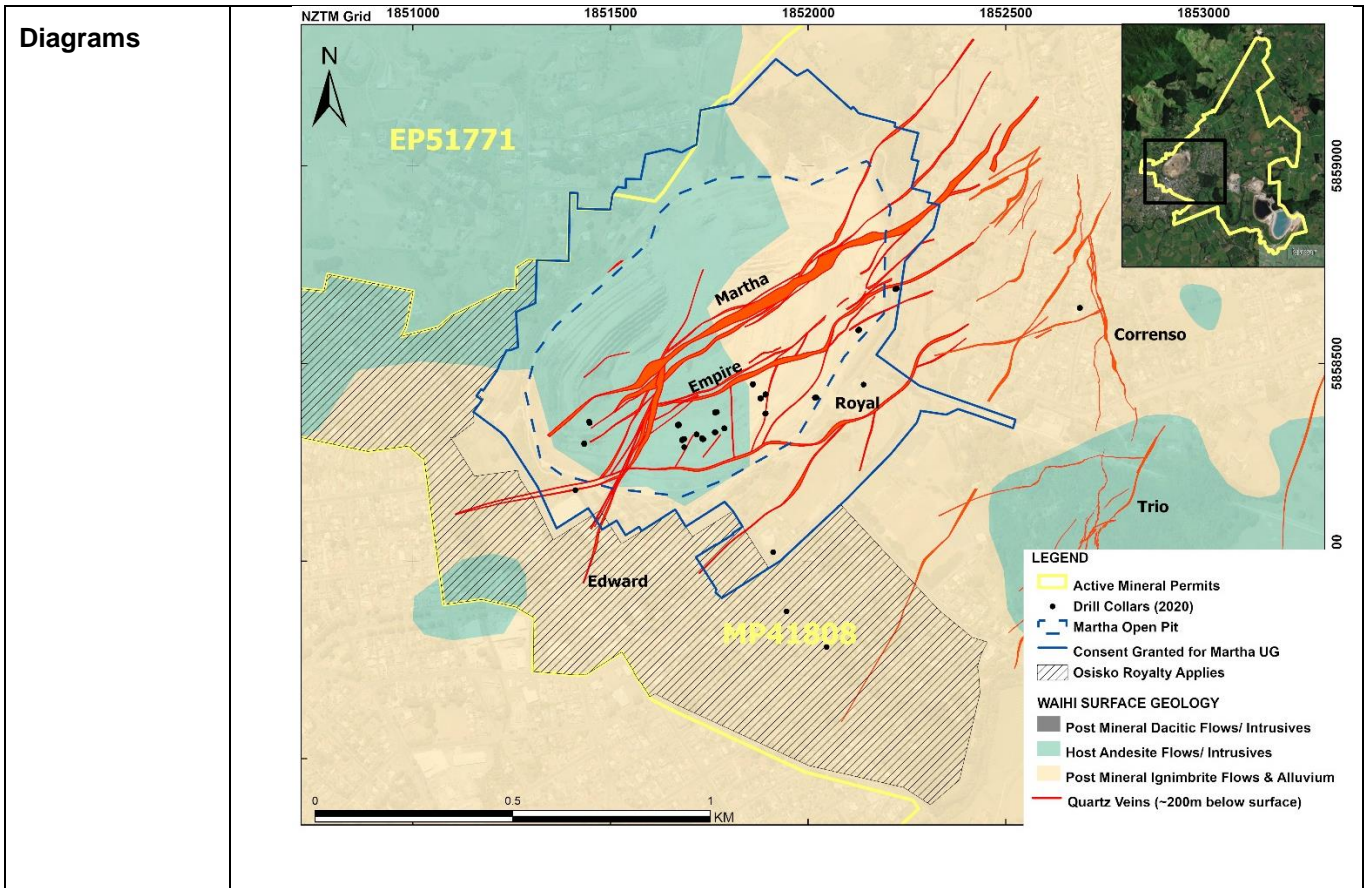 Diagrams
NZTM Grid
1851000
1851500
1852000
1852500
1853000
N
EP51771
5859000
5858500
00
Martha
Empire
Royal
Correnso
Trio
Edward
MP41808
0
0.5
1
KM
LEGEND
Active Mineral Permits
Drill Collars (2020)
Martha Open Pit
Consent Granted for Martha UG
Osisko Royalty Applies
WAIHI SURFACE GEOLOGY
Post Mineral Dacitic Flows/ Intrusives
Host Andesite Flows/ Intrusives
Post Mineral Ignimbrite Flows & Alluvium
Quartz Veins (~200m below surface)